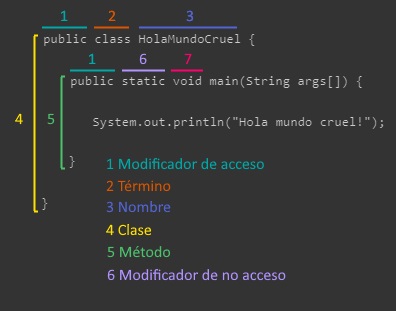 1 2 3
public class HolaMundoCruel {
1 6 7
public static void main(String args[]) {
4 5
System.out.println("Hola mundo cruel!");
}
1 Modificador de acceso
2 Término
3 Nombre
}
4 Clase
5 Método
6 Modificador de no acceso